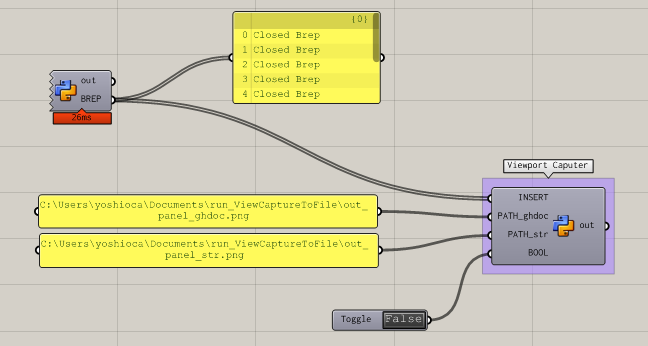 {0}
0 Closed Brep
1 Closed Brep
2 Closed Brep
3 Closed Brep
4 Closed Brep
out
BREP
26ms
Viewport Caputer
INSERT
PATH_ghdoc
PATH_str
BOOL
out
C:\Users\yoshioca\Documents\run_ViewCaptureToFile\out_
panel_ghdoc.png
C:\Users\yoshioca\Documents\run_ViewCaptureToFile\out_
panel_str.png
Toggle False